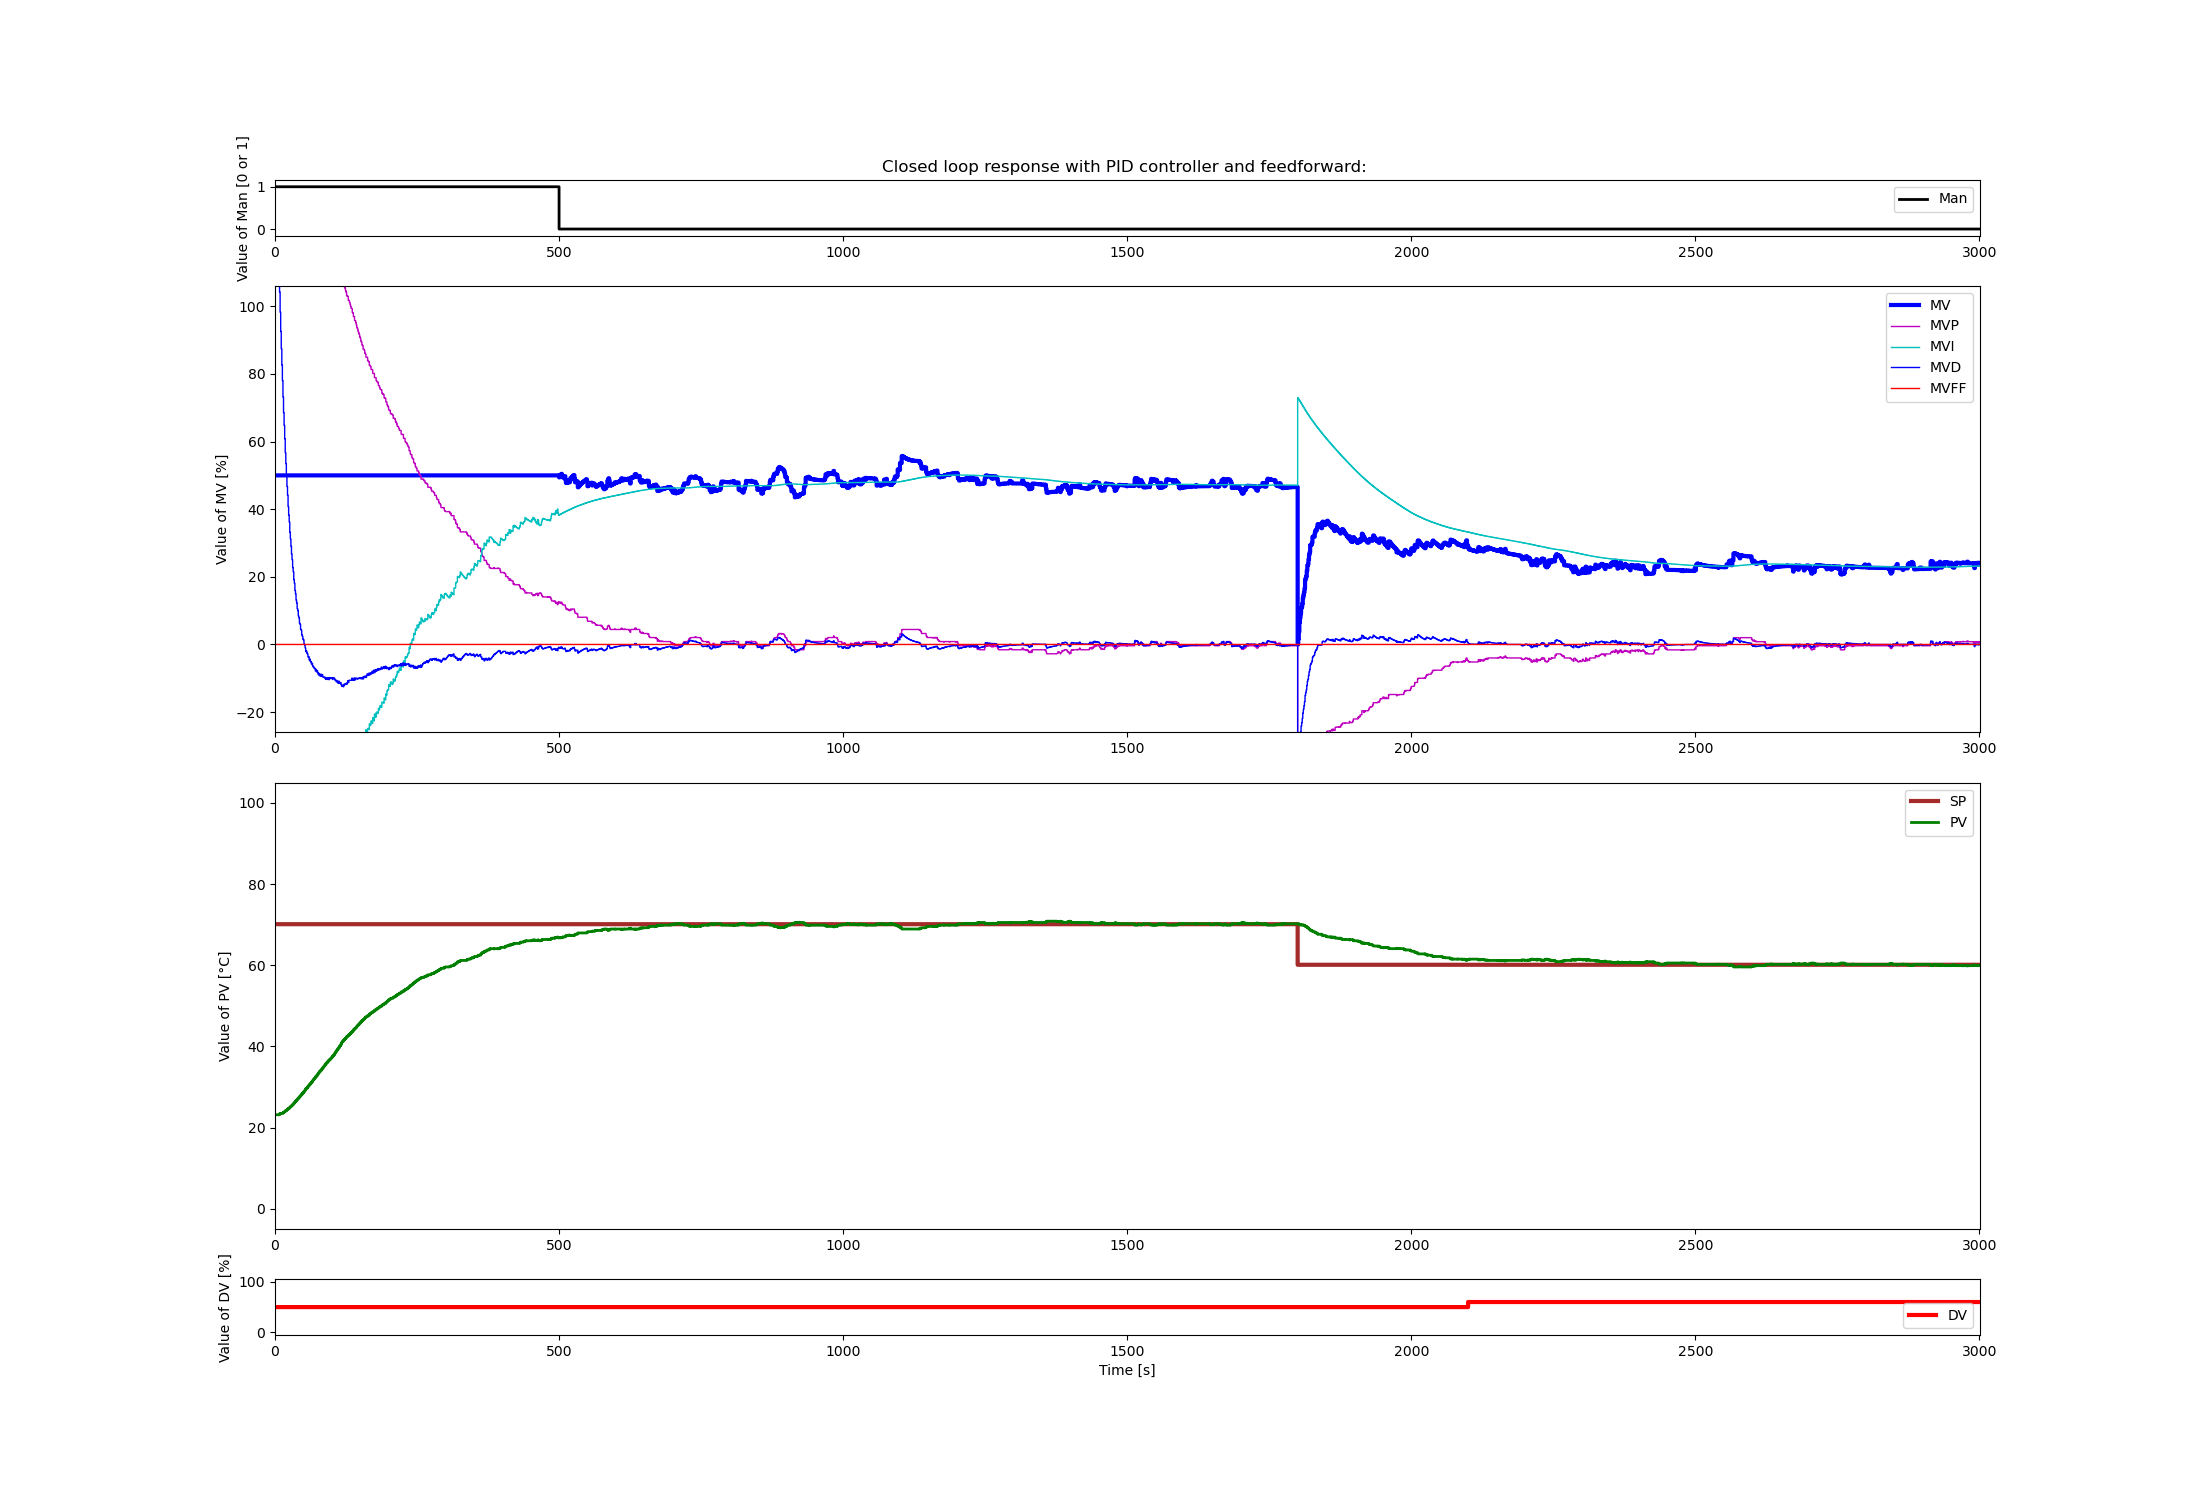 Closed loop response with PID controller and feedforward:
Value of Man [0 or 1]
1
0
Man
0 500 1000 1500 2000 2500 3000
Value of MV [%]
100
80
60
40
20
0
−20
MV
MVP
MVI
MVD
MVFF
0 500 1000 1500 2000 2500 3000
Value of PV [°C]
100
80
60
40
20
0
SP
PV
0 500 1000 1500 2000 2500 3000
Value of DV [%]
100
0
DV
0 500 1000 1500 2000 2500 3000
Time [s]